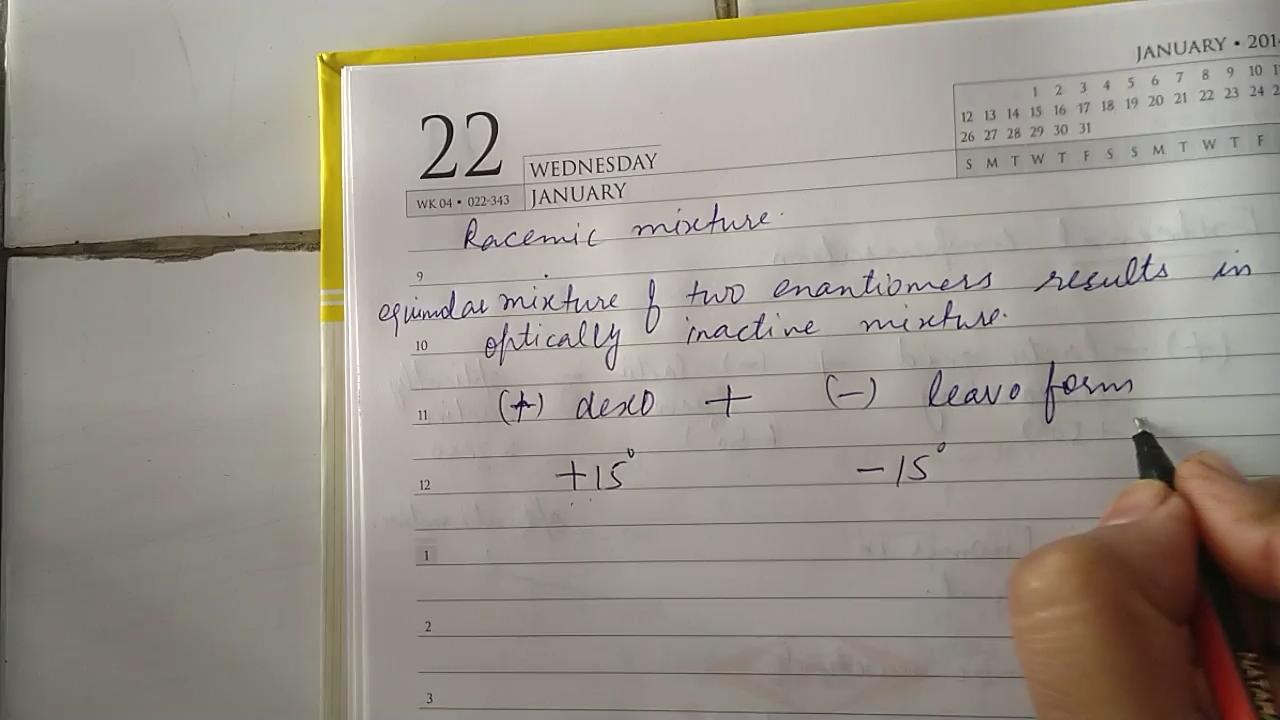 JANUARY • 201
1 2 3 4 5 6 7 8 9 10
12 13 14 15 16 17 18 19 20 21 22 23 24
26 27 28 29 30 31
S M T W T F S S M T W T F
22
WEDNESDAY
WK 04 • 022-343
JANUARY
Racemic mixture.
9
equimolar mixture of two enantiomers results in
10 optically inactive mixture.
11 (+) dexo + (-) leavo form
12 +15° -15°
1
2
3